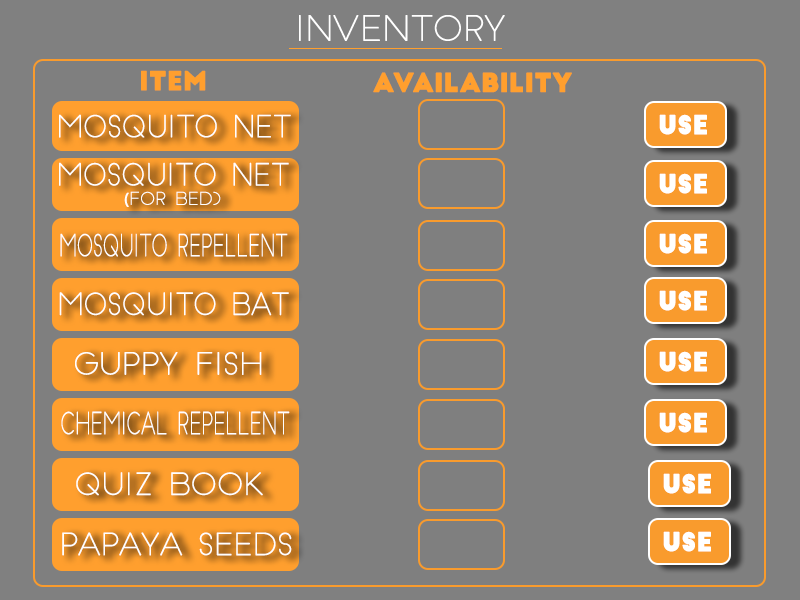 INVENTORY
ITEM AVAILABILITY
MOSQUITO NET USE
MOSQUITO NET USE
(FOR BED)
MOSQUITO REPELLENT USE
MOSQUITO BAT USE
GUPPY FISH USE
CHEMICAL REPELLENT USE
QUIZ BOOK USE
PAPAYA SEEDS USE